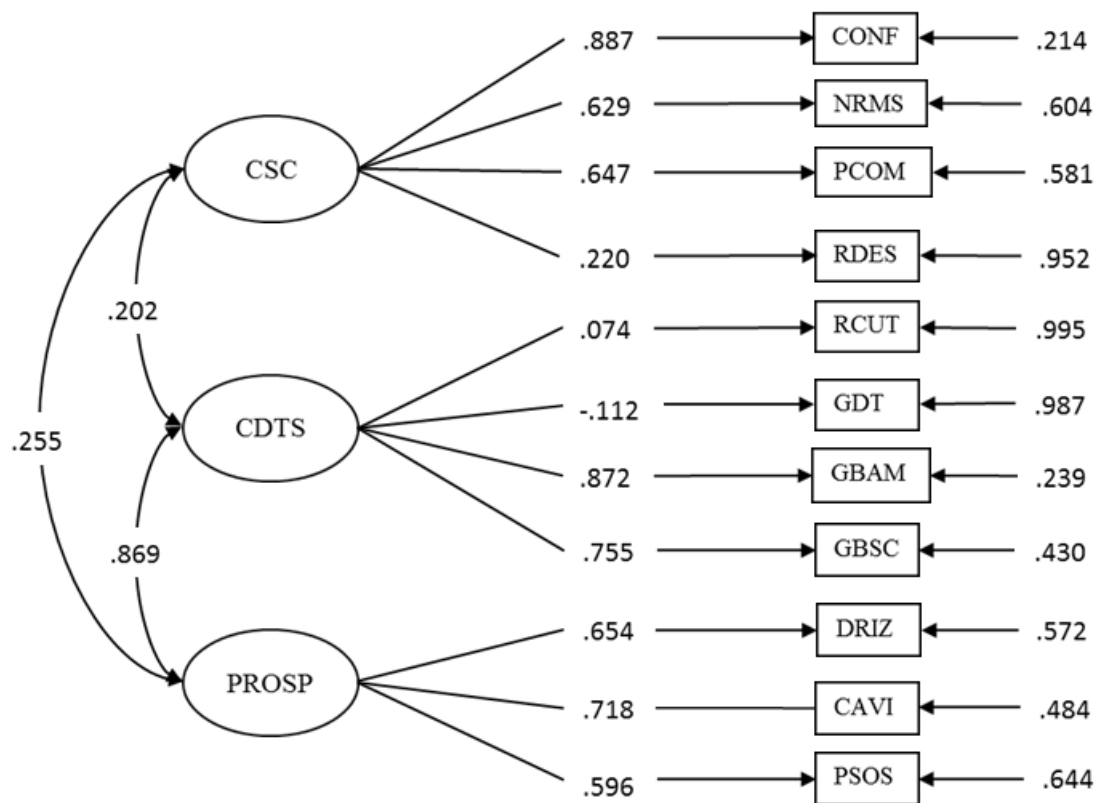 .887 CONF .214
.629 NRMS .604
CSC
.647 PCOM .581
.220 RDES .952
.202
.074 RCUT .995
-.112 GDT .987
CDTS
.255
.872 GBAM .239
.755 GBSC .430
.869
.654 DRIZ .572
PROSP
.718 CAVI .484
.596 PSOS .644